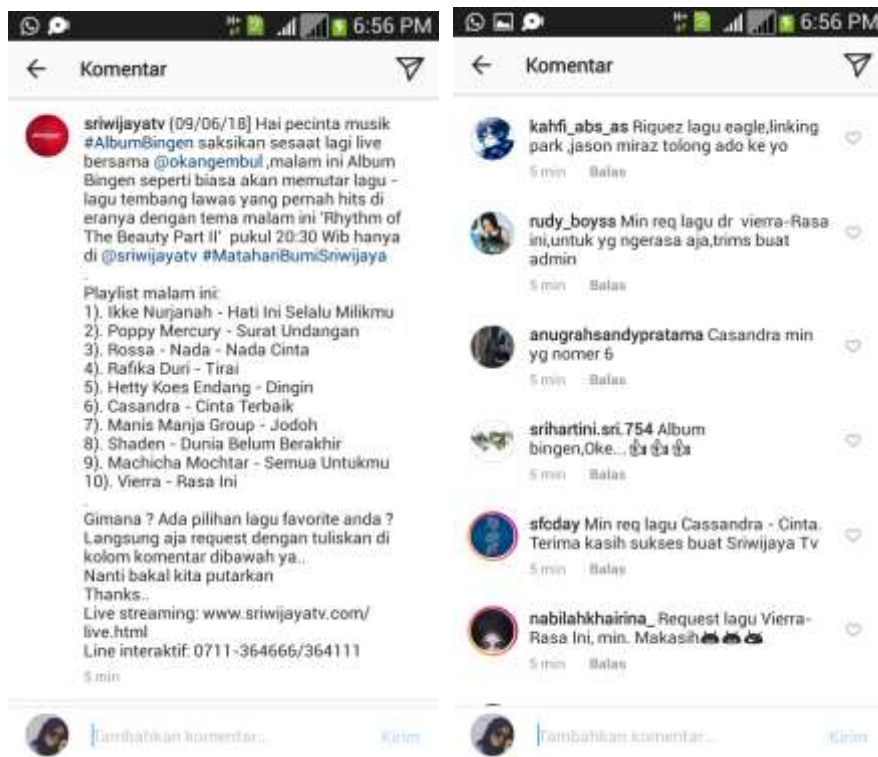 6:56 PM
Komentar
sriwijayatv [09/06/18] Hai pecinta musik
#AlbumBingen saksikan sesaat lagi live
bersama @okangembul ,malam ini Album
Bingen seperti biasa akan memutar lagu -
lagu tembang lawas yang pernah hits di
eranya dengan tema malam ini 'Rhythm of
The Beauty Part II' pukul 20:30 Wib hanya
di @sriwijayatv #MatahariBumiSriwijaya
.
Playlist malam ini:
1). Ikke Nurjanah - Hati Ini Selalu Milikmu
2). Poppy Mercury - Surat Undangan
3). Rossa - Nada - Nada Cinta
4). Rafika Duri - Tirai
5). Hetty Koes Endang - Dingin
6). Casandra - Cinta Terbaik
7). Manis Manja Group - Jodoh
8). Shaden - Dunia Belum Berakhir
9). Machicha Mochtar - Semua Untukmu
10). Vierra - Rasa Ini
.
Gimana ? Ada pilihan lagu favorite anda ?
Langsung aja request dengan tuliskan di
kolom komentar dibawah ya..
Nanti bakal kita putarkan
Thanks..
Live streaming: www.sriwijayatv.com/
live.html
Line interaktif: 0711-364666/364111
5 min
Tambahkan komentar... Kirim
6:56 PM
Komentar
kahfi_abs_as Riquez lagu eagle,linking
park ,jason miraz tolong ado ke yo
5 min Balas
rudy_boysa Min req lagu dr vierra-Rasa
ini,untuk yg ngerasa aja,trims buat
admin
5 min Balas
anugrahsandypratama Casandra min
yg nomer 6
5 min Balas
srihartini.sri.754 Album
bingen,Oke... 👍👍👍
5 min Balas
sfcday Min req lagu Cassandra - Cinta.
Terima kasih sukses buat Sriwijaya Tv
5 min Balas
nabilahkhairina_ Request lagu Vierra-
Rasa Ini, min. Makasih
5 min Balas
Tambahkan komentar... Kirim